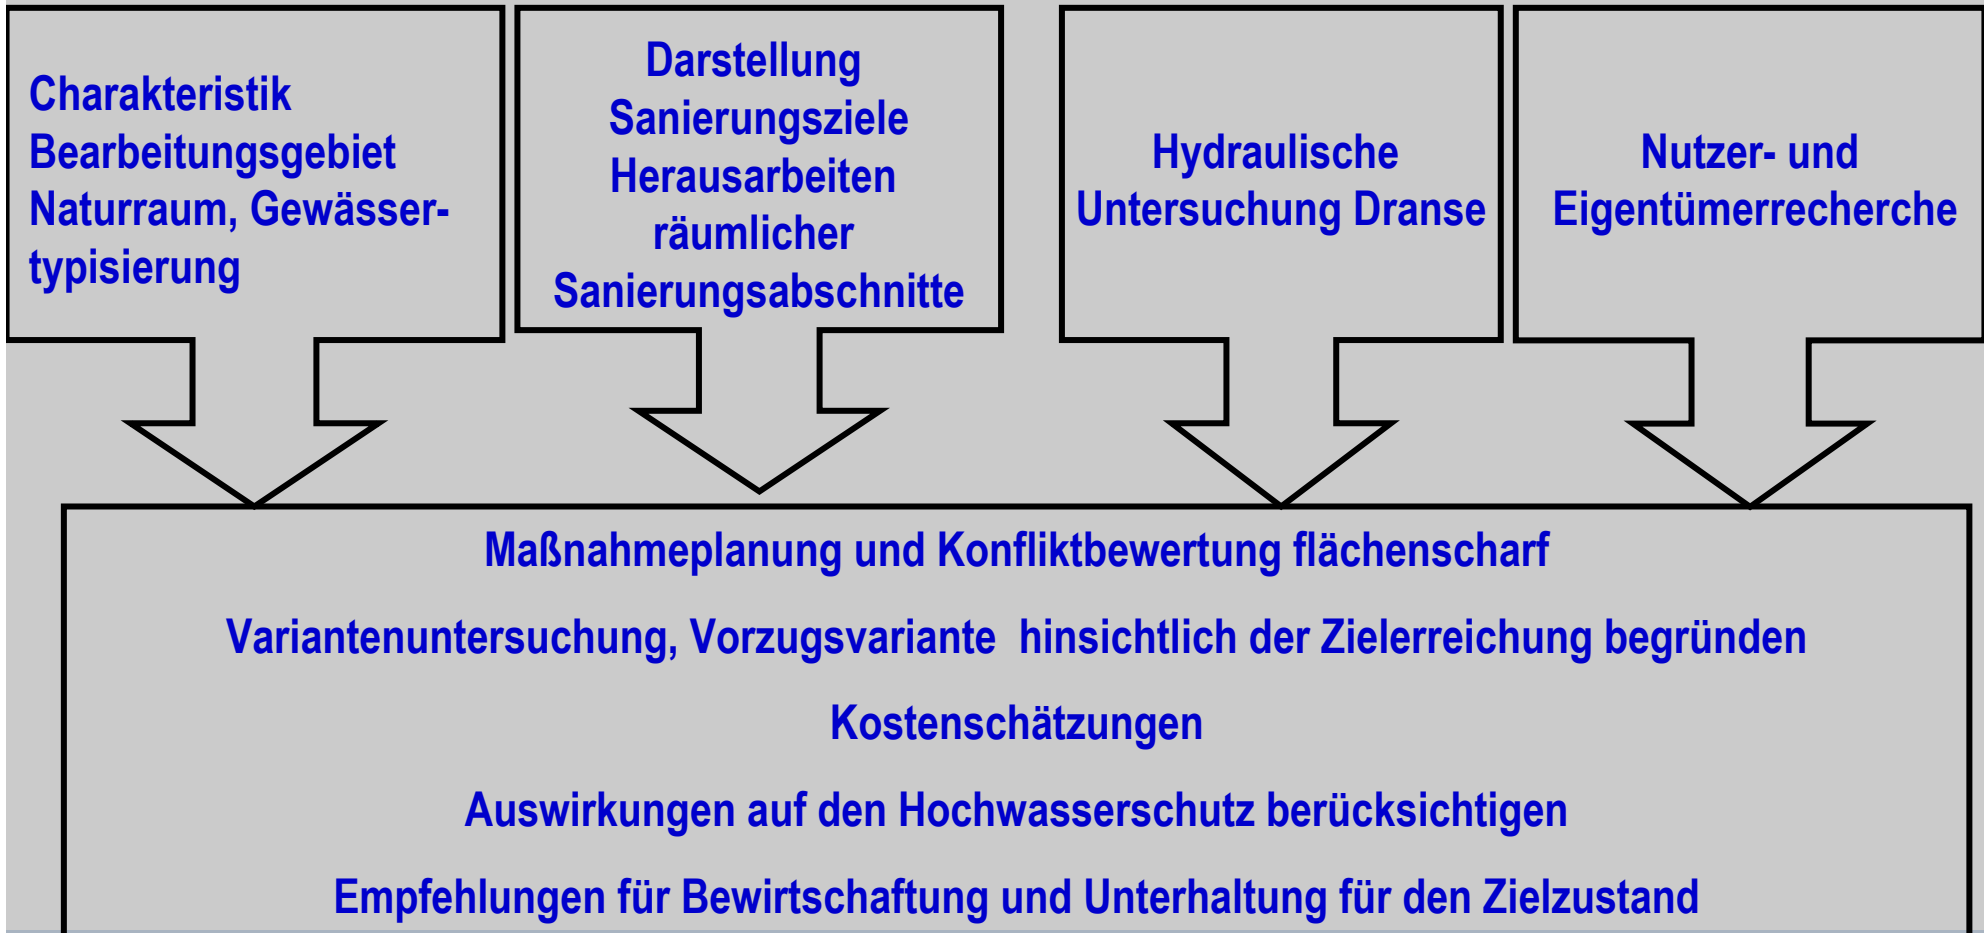 Charakteristik
Bearbeitungsgebiet
Naturraum, Gewässer-
typisierung
Darstellung
Sanierungsziele
Herausarbeiten
räumlicher
Sanierungsabschnitte
Hydraulische
Untersuchung Dranse
Nutzer- und
Eigentümerrecherche
Maßnahmeplanung und Konfliktbewertung flächenscharf
Variantenuntersuchung, Vorzugsvariante hinsichtlich der Zielerreichung begründen
Kostenschätzungen
Auswirkungen auf den Hochwasserschutz berücksichtigen
Empfehlungen für Bewirtschaftung und Unterhaltung für den Zielzustand